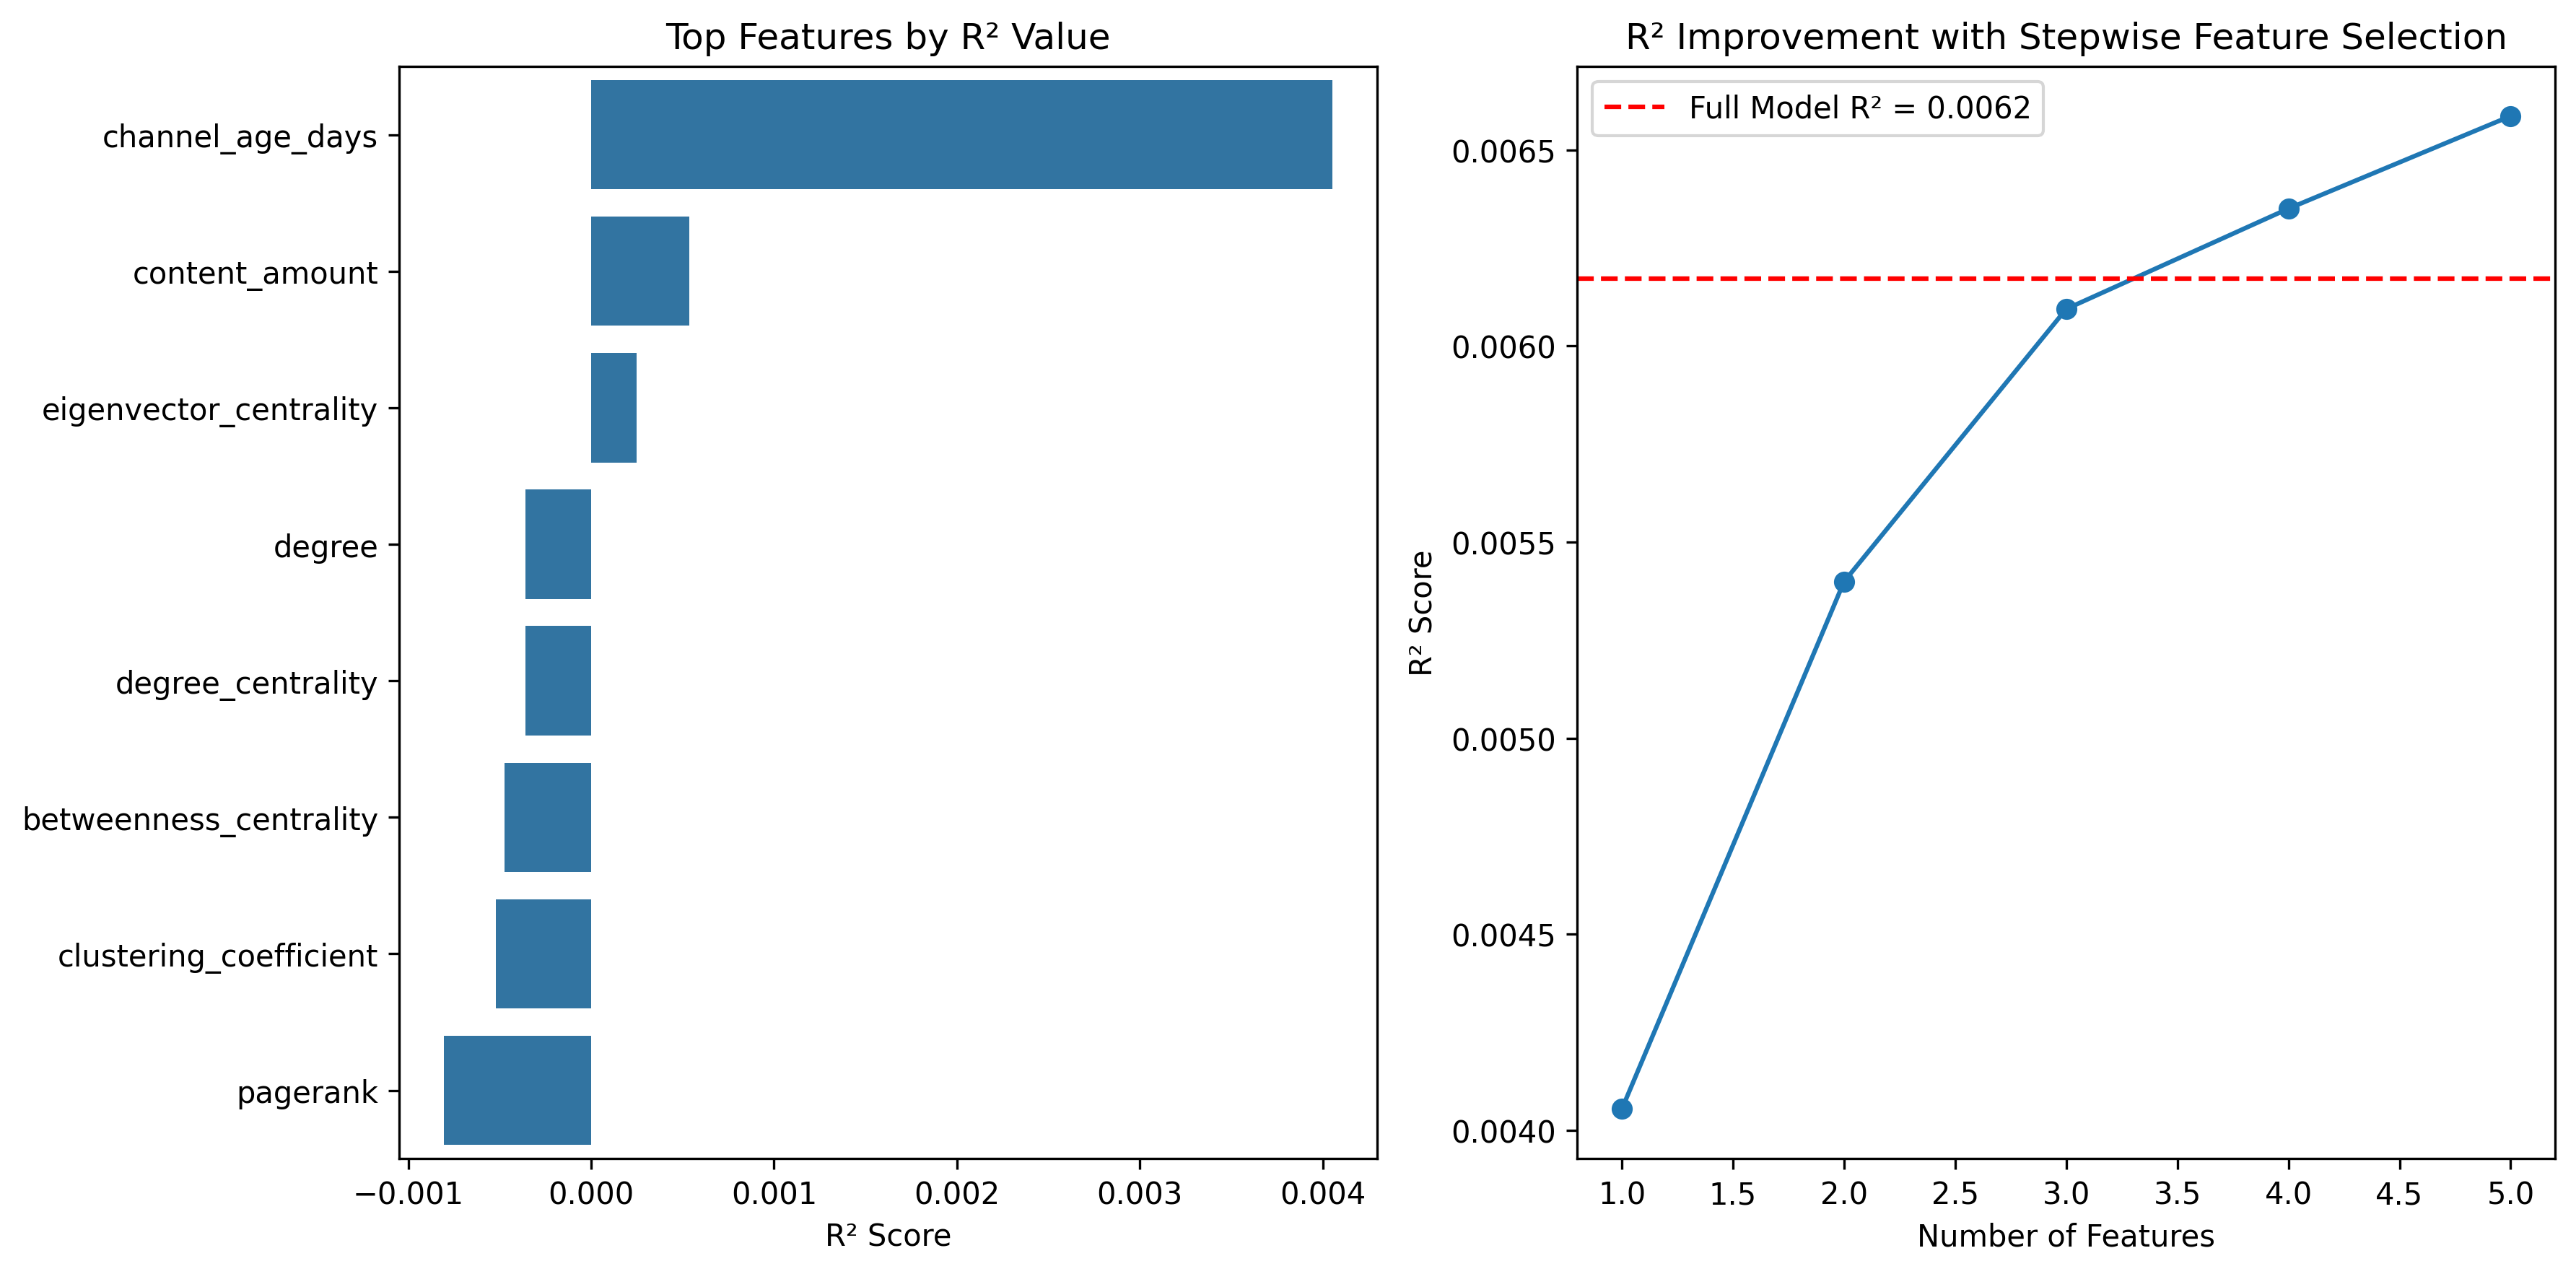 Top Features by R² Value
channel_age_days
content_amount
eigenvector_centrality
degree
degree_centrality
betweenness_centrality
clustering_coefficient
pagerank
−0.001 0.000 0.001 0.002 0.003 0.004
R² Score
R² Improvement with Stepwise Feature Selection
Full Model R² = 0.0062
R² Score
0.0065
0.0060
0.0055
0.0050
0.0045
0.0040
1.0 1.5 2.0 2.5 3.0 3.5 4.0 4.5 5.0
Number of Features